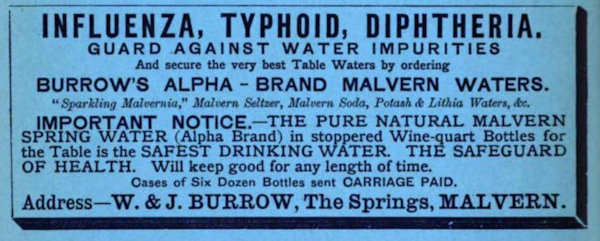 INFLUENZA, TYPHOID, DIPHTHERIA.
GUARD AGAINST WATER IMPURITIES
And secure the very best Table Waters by ordering
BURROW'S ALPHA - BRAND MALVERN WATERS.
"Sparkling Malvernia," Malvern Seltzer, Malvern Soda, Potash & Lithia Waters, &c.
IMPORTANT NOTICE.—THE PURE NATURAL MALVERN
SPRING WATER (Alpha Brand) in stoppered Wine-quart Bottles for
the Table is the SAFEST DRINKING WATER. THE SAFEGUARD
OF HEALTH. Will keep good for any length of time.
Cases of Six Dozen Bottles sent CARRIAGE PAID.
Address—W. & J. BURROW, The Springs, MALVERN.